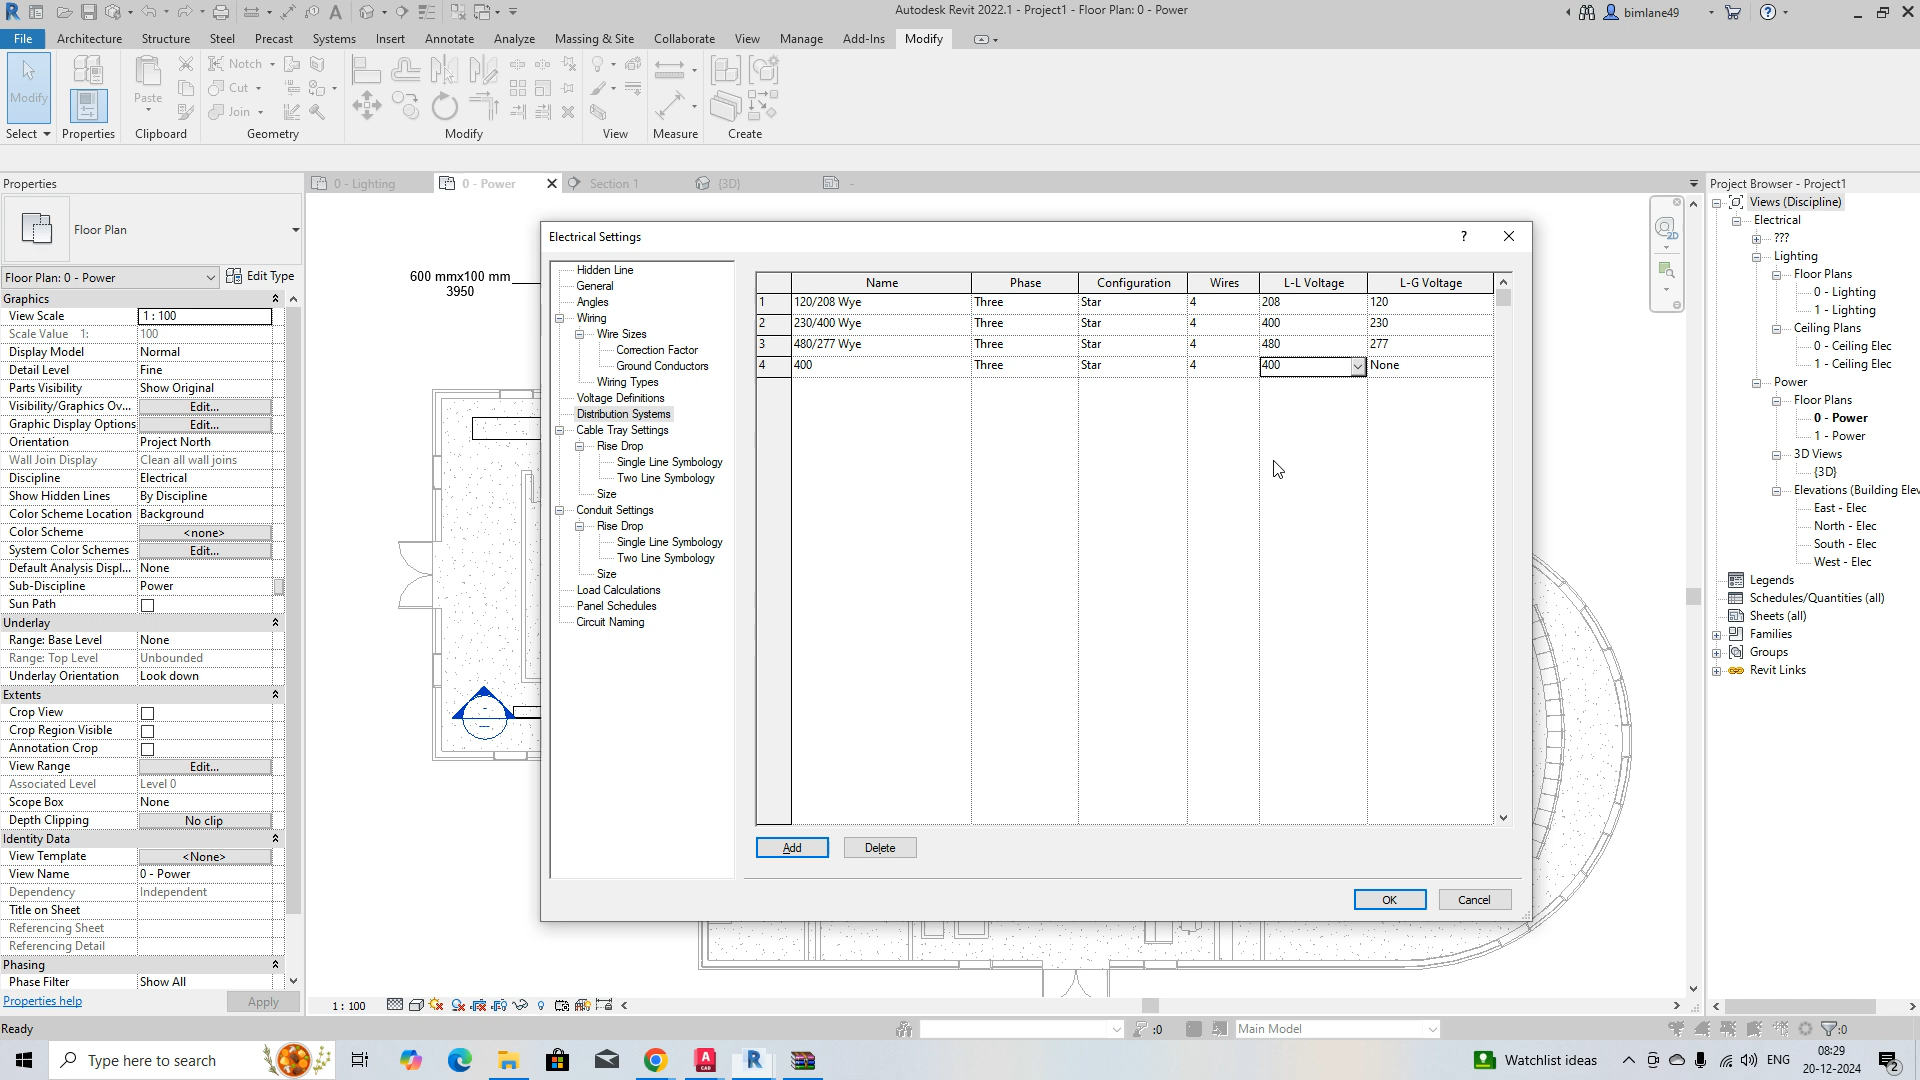 Autodesk Revit 2022.1 - Project1 - Floor Plan: 0 - Power
bimlane49
File Architecture Structure Steel Precast Systems Insert Annotate Analyze Massing & Site Collaborate View Manage Add-Ins Modify
Modify Paste Notch Cut Join
Select Properties Clipboard Geometry Modify View Measure Create
Properties
0 - Lighting 0 - Power Section 1 {3D} -
Project Browser - Project1
Floor Plan
Floor Plan: 0 - Power Edit Type
Graphics
View Scale 1 : 100
Scale Value 1: 100
Display Model Normal
Detail Level Fine
Parts Visibility Show Original
Visibility/Graphics Ov... Edit...
Graphic Display Options Edit...
Orientation Project North
Wall Join Display Clean all wall joins
Discipline Electrical
Show Hidden Lines By Discipline
Color Scheme Location Background
Color Scheme <none>
System Color Schemes Edit...
Default Analysis Displ... None
Sub-Discipline Power
Sun Path
Underlay
Range: Base Level None
Range: Top Level Unbounded
Underlay Orientation Look down
Extents
Crop View
Crop Region Visible
Annotation Crop
View Range Edit...
Associated Level Level 0
Scope Box None
Depth Clipping No clip
Identity Data
View Template <None>
View Name 0 - Power
Dependency Independent
Title on Sheet
Referencing Sheet
Referencing Detail
Phasing
Phase Filter Show All
Properties help Apply
600 mmx100 mm
3950
Electrical Settings ?
Hidden Line
General
Angles
Wiring
Wire Sizes
Correction Factor
Ground Conductors
Wiring Types
Voltage Definitions
Distribution Systems
Cable Tray Settings
Rise Drop
Single Line Symbology
Two Line Symbology
Size
Conduit Settings
Rise Drop
Single Line Symbology
Two Line Symbology
Size
Load Calculations
Panel Schedules
Circuit Naming
Name Phase Configuration Wires L-L Voltage L-G Voltage
1 120/208 Wye Three Star 4 208 120
2 230/400 Wye Three Star 4 400 230
3 480/277 Wye Three Star 4 480 277
4 400 Three Star 4 400 None
Add Delete
OK Cancel
2D
Views (Discipline)
Electrical
???
Lighting
Floor Plans
0 - Lighting
1 - Lighting
Ceiling Plans
0 - Ceiling Elec
1 - Ceiling Elec
Power
Floor Plans
0 - Power
1 - Power
3D Views
{3D}
Elevations (Building Elev
East - Elec
North - Elec
South - Elec
West - Elec
Legends
Schedules/Quantities (all)
Sheets (all)
Families
Groups
Revit Links
1 : 100
Ready :0 Main Model :0
Type here to search
Watchlist ideas ENG
08:29
20-12-2024
2